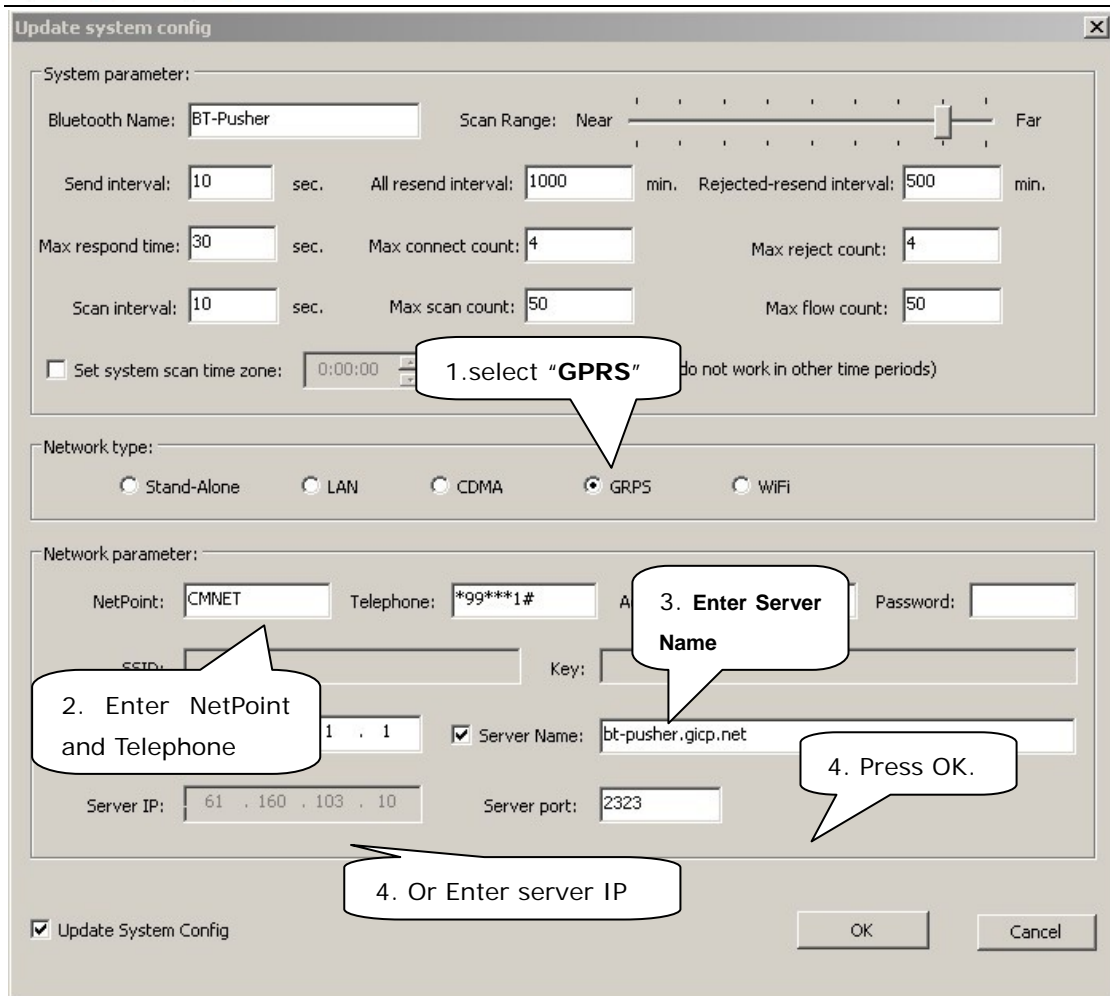 Update system config
System parameter:
Bluetooth Name: BT-Pusher Scan Range: Near Far
Send interval: 10 sec. All resend interval: 1000 min. Rejected-resend interval: 500 min.
Max respond time: 30 sec. Max connect count: 4 Max reject count: 4
Scan interval: 10 sec. Max scan count: 50 Max flow count: 50
Set system scan time zone: 0:00:00 do not work in other time periods)
1.select “GPRS”
Network type:
Stand-Alone LAN CDMA GRPS WiFi
Network parameter:
NetPoint: CMNET Telephone: *99***1# Password:
3. Enter Server
Name
SSID: Key:
2. Enter NetPoint
and Telephone
1 . 1 Server Name: bt-pusher.gicp.net
4. Press OK.
Server IP: 61 . 160 . 103 . 10 Server port: 2323
4. Or Enter server IP
Update System Config OK Cancel